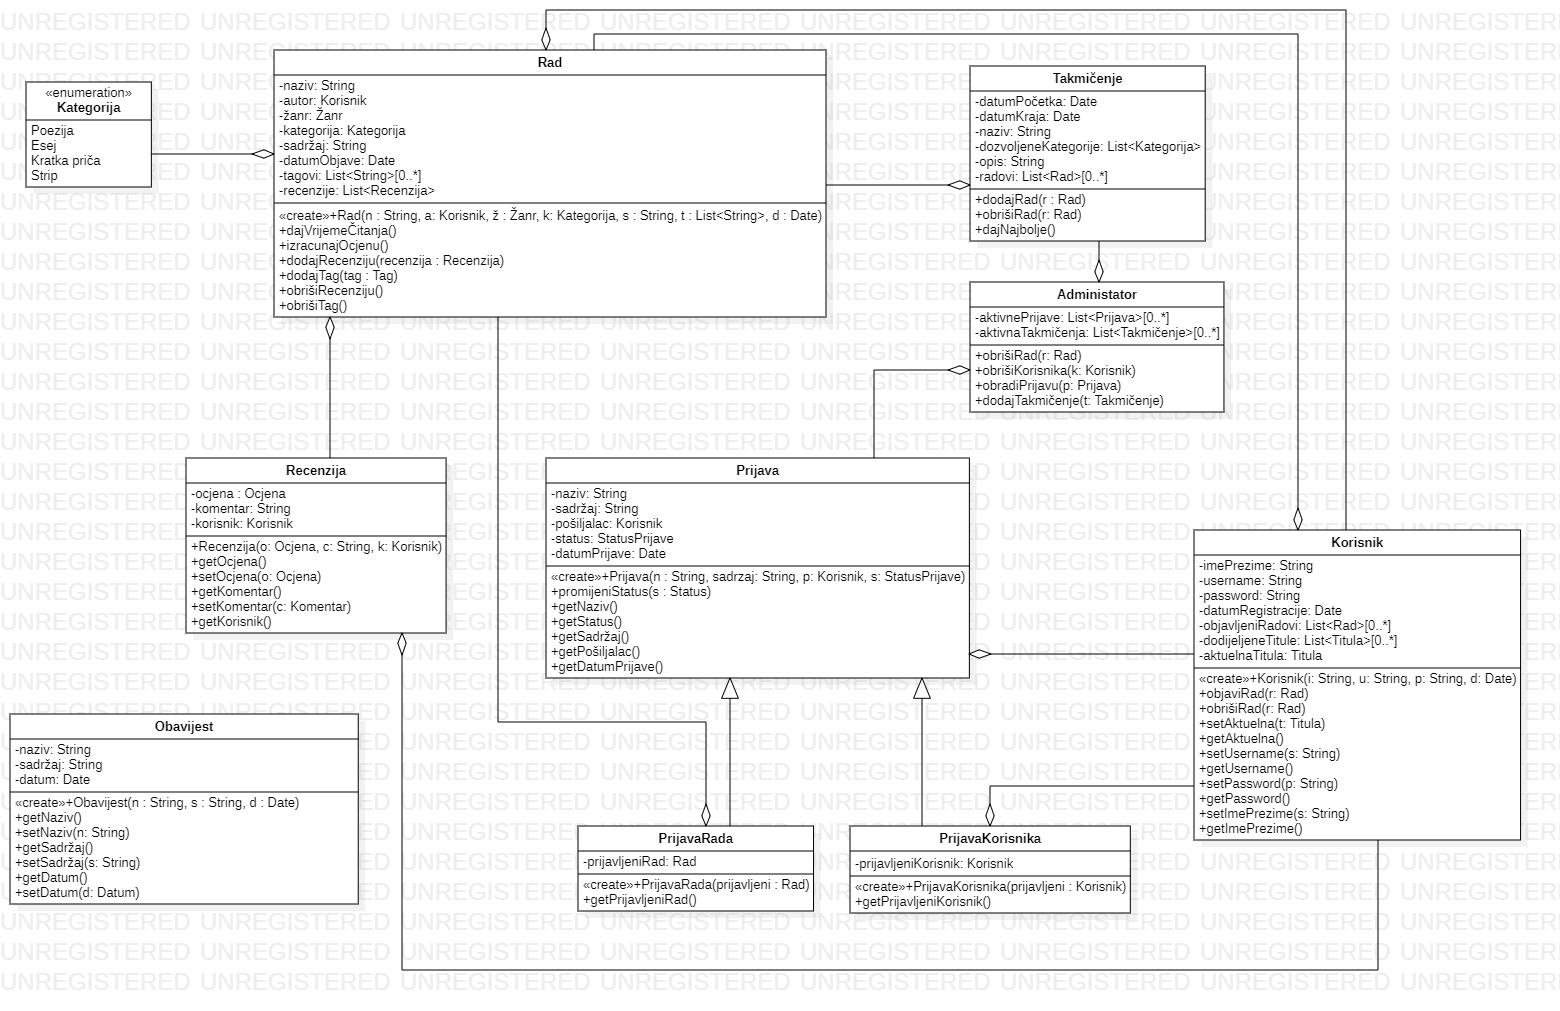 «enumeration»
Kategorija
Poezija
Esej
Kratka priča
Strip
Rad
-naziv: String
-autor: Korisnik
-žanr: Žanr
-kategorija: Kategorija
-sadržaj: String
-datumObjave: Date
-tagovi: List<String>[0..*]
-recenzije: List<Recenzija>
«create»+Rad(n : String, a: Korisnik, ž : Žanr, k: Kategorija, s : String, t : List<String>, d : Date)
+dajVrijemeČitanja()
+izracunajOcjenu()
+dodajRecenziju(recenzija : Recenzija)
+dodajTag(tag : Tag)
+obrišiRecenziju()
+obrišiTag()
Takmičenje
-datumPočetka: Date
-datumKraja: Date
-naziv: String
-dozvoljeneKategorije: List<Kategorija>
-opis: String
-radovi: List<Rad>[0..*]
+dodajRad(r : Rad)
+obrišiRad(r: Rad)
+dajNajbolje()
Administator
-aktivnePrijave: List<Prijava>[0..*]
-aktivnaTakmičenja: List<Takmičenje>[0..*]
+obrišiRad(r: Rad)
+obrišiKorisnika(k: Korisnik)
+obradiPrijavu(p: Prijava)
+dodajTakmičenje(t: Takmičenje)
Recenzija
-ocjena : Ocjena
-komentar: String
-korisnik: Korisnik
+Recenzija(o: Ocjena, c: String, k: Korisnik)
+getOcjena()
+setOcjena(o: Ocjena)
+getKomentar()
+setKomentar(c: Komentar)
+getKorisnik()
Prijava
-naziv: String
-sadržaj: String
-pošiljalac: Korisnik
-status: StatusPrijave
-datumPrijave: Date
«create»+Prijava(n : String, sadrzaj: String, p: Korisnik, s: StatusPrijave)
+promijeniStatus(s : Status)
+getNaziv()
+getStatus()
+getSadržaj()
+getPošiljalac()
+getDatumPrijave()
Korisnik
-imePrezime: String
-username: String
-password: String
-datumRegistracije: Date
-objavljeniRadovi: List<Rad>[0..*]
-dodijeljeneTitule: List<Titula>[0..*]
-aktuelnaTitula: Titula
«create»+Korisnik(i: String, u: String, p: String, d: Date)
+objaviRad(r: Rad)
+obrišiRad(r: Rad)
+setAktuelna(t: Titula)
+getAktuelna()
+setUsername(s: String)
+getUsername()
+setPassword(p: String)
+getPassword()
+setImePrezime(s: String)
+getImePrezime()
Obavijest
-naziv: String
-sadržaj: String
-datum: Date
«create»+Obavijest(n : String, s : String, d : Date)
+getNaziv()
+setNaziv(n: String)
+getSadržaj()
+setSadržaj(s: String)
+getDatum()
+setDatum(d: Datum)
PrijavaRada
-prijavljeniRad: Rad
«create»+PrijavaRada(prijavljeni : Rad)
+getPrijavljeniRad()
PrijavaKorisnika
-prijavljeniKorisnik: Korisnik
«create»+PrijavaKorisnika(prijavljeni : Korisnik)
+getPrijavljeniKorisnik()